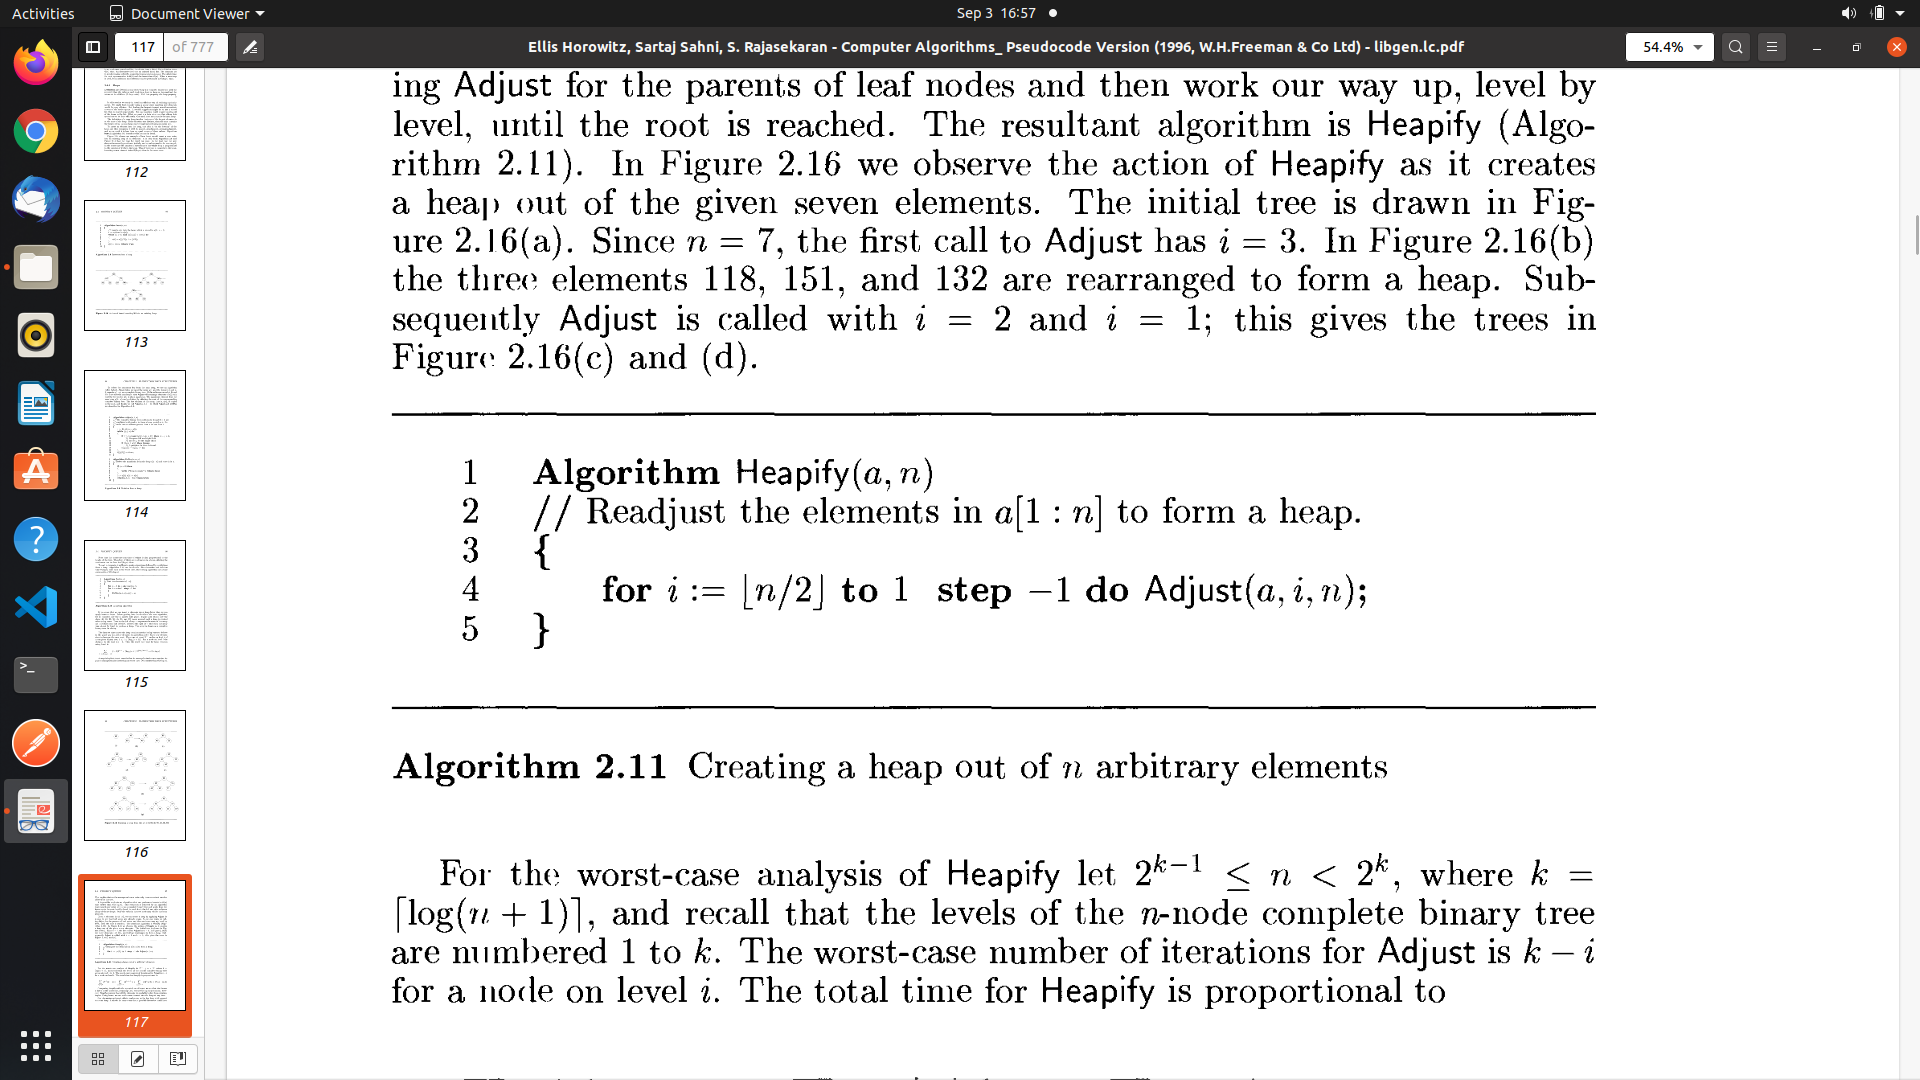 Activities
Document Viewer
Sep 3 16:57
117
of 777
Ellis Horowitz, Sartaj Sahni, S. Rajasekaran - Computer Algorithms_ Pseudocode Version (1996, W.H.Freeman & Co Ltd) - libgen.lc.pdf
54.4%
112
113
114
115
116
117
ing Adjust for the parents of leaf nodes and then work our way up, level by
level, until the root is reached. The resultant algorithm is Heapify (Algo-
rithm 2.11). In Figure 2.16 we observe the action of Heapify as it creates
a heap out of the given seven elements. The initial tree is drawn in Fig-
ure 2.16(a). Since n = 7, the first call to Adjust has i = 3. In Figure 2.16(b)
the three elements 118, 151, and 132 are rearranged to form a heap. Sub-
sequently Adjust is called with i = 2 and i = 1; this gives the trees in
Figure 2.16(c) and (d).
1 Algorithm Heapify(a, n)
2 // Readjust the elements in a[1 : n] to form a heap.
3 {
4 for i := ⌊n/2⌋ to 1 step −1 do Adjust(a, i, n);
5 }
Algorithm 2.11 Creating a heap out of n arbitrary elements
For the worst-case analysis of Heapify let 2^{k−1} ≤ n < 2^k, where k =
⌈log(n + 1)⌉, and recall that the levels of the n-node complete binary tree
are numbered 1 to k. The worst-case number of iterations for Adjust is k − i
for a node on level i. The total time for Heapify is proportional to